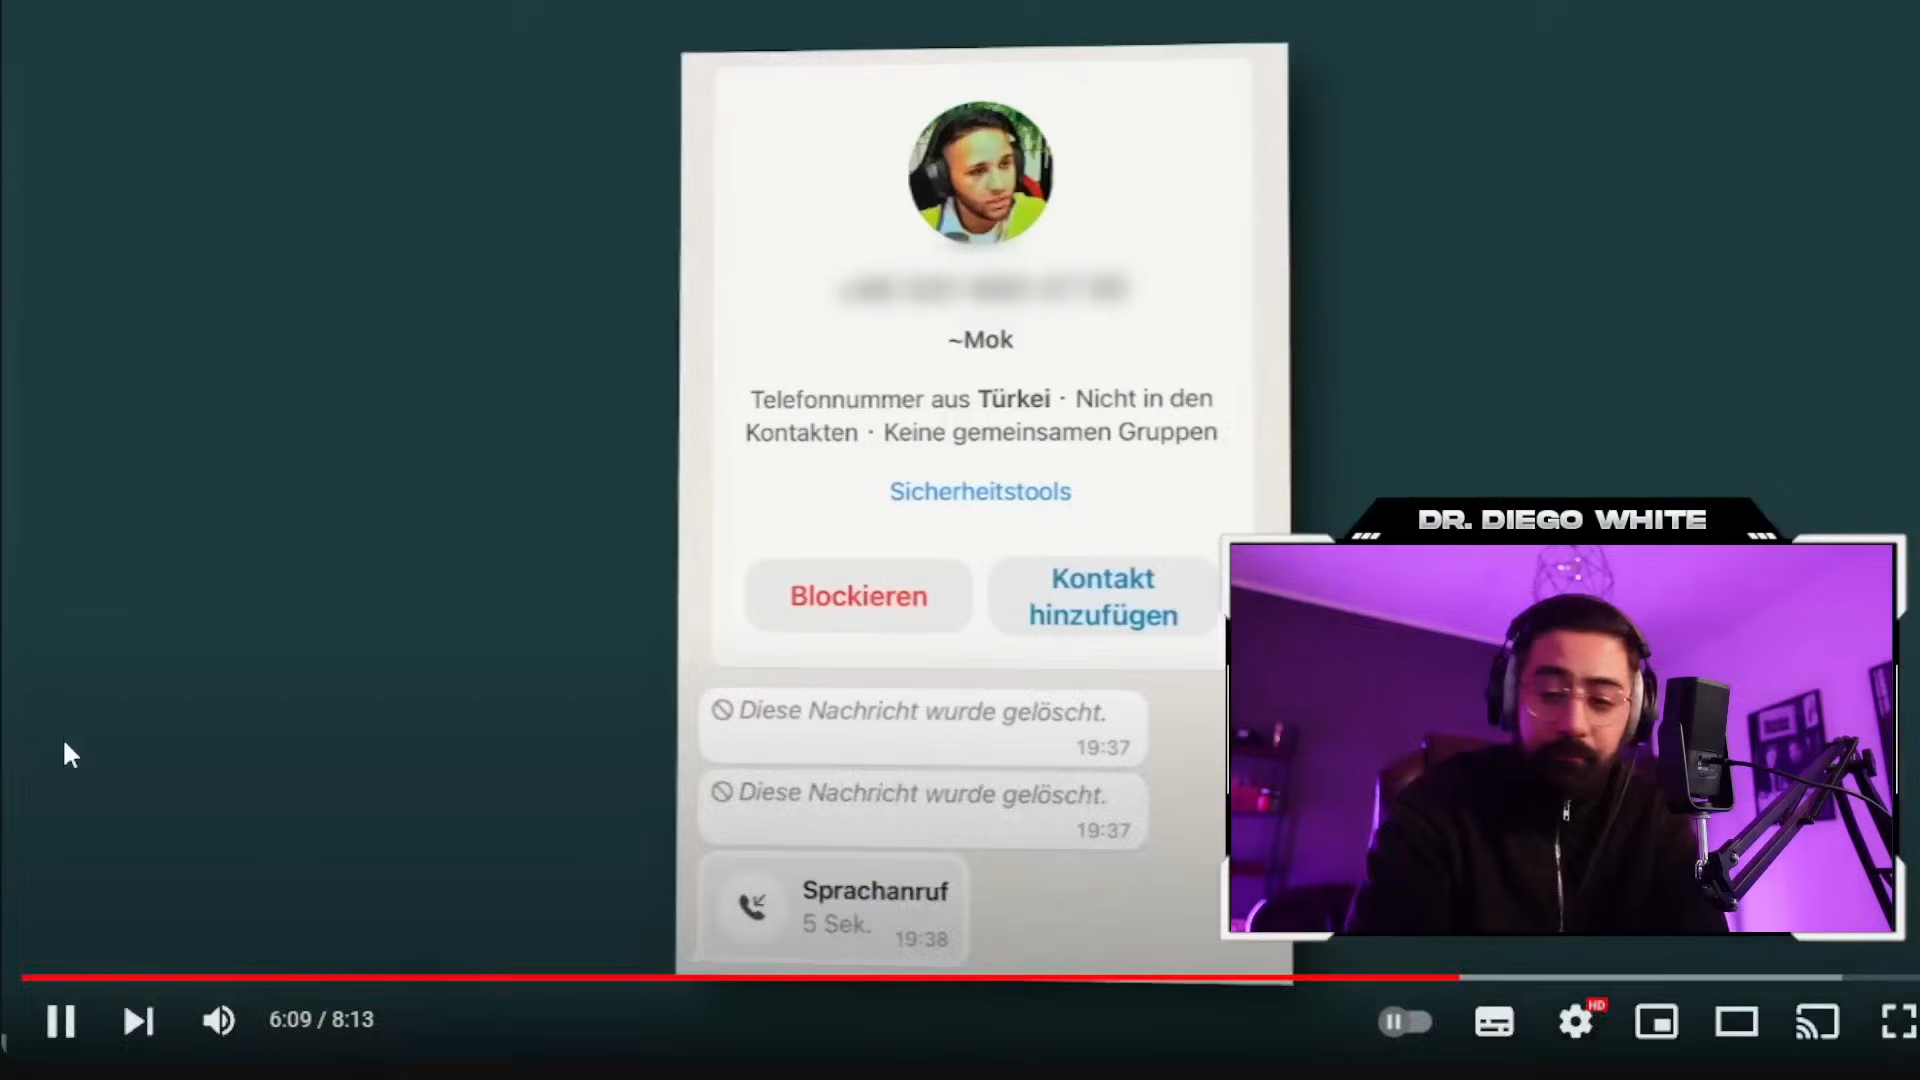 ~Mok
Telefonnummer aus Türkei · Nicht in den
Kontakten · Keine gemeinsamen Gruppen
Sicherheitstools
Blockieren
Kontakt
hinzufügen
Diese Nachricht wurde gelöscht.
19:37
Diese Nachricht wurde gelöscht.
19:37
Sprachanruf
5 Sek.
19:38
DR. DIEGO WHITE
6:09 / 8:13
HD